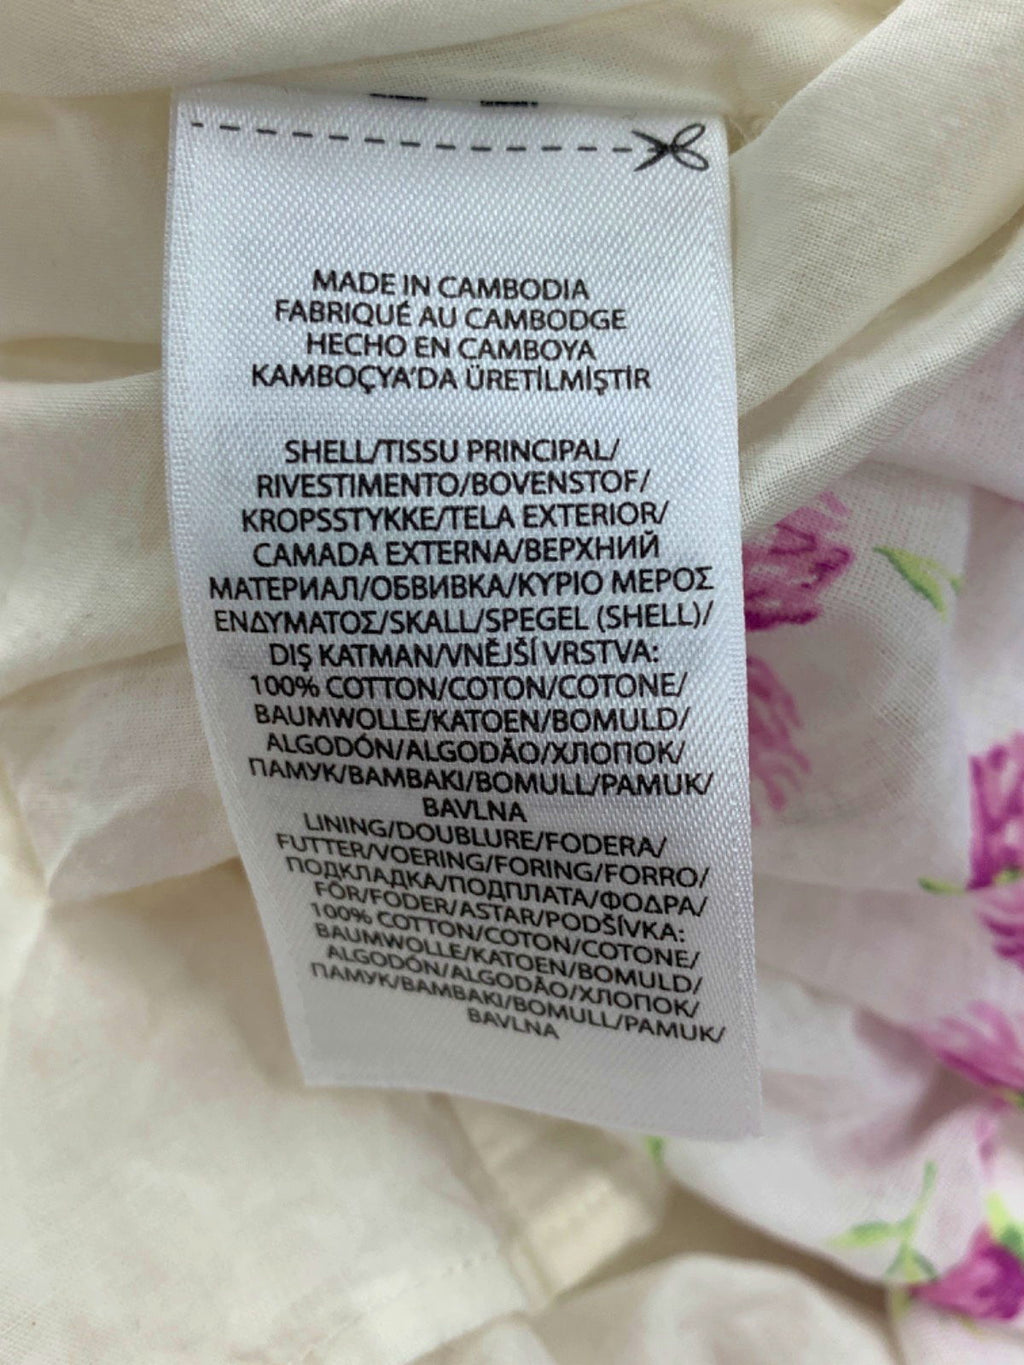 MADE IN CAMBODIA
FABRIQUÉ AU CAMBODGE
HECHO EN CAMBOYA
KAMBOÇYA'DA ÜRETİLMİŞTİR
SHELL/TISSU PRINCIPAL/
RIVESTIMENTO/BOVENSTOF/
KROPSSTYKKE/TELA EXTERIOR/
CAMADA EXTERNA/ВЕРХНИЙ
МАТЕРИАЛ/ОБВИВКА/ΚΥΡΙΟ ΜΕΡΟΣ
ΕΝΔΥΜΑΤΟΣ/SKALL/SPEGEL (SHELL)/
DIŞ KATMAN/VNĚJŠÍ VRSTVA:
100% COTTON/COTON/COTONE/
BAUMWOLLE/KATOEN/BOMULD/
ALGODÓN/ALGODÃO/ХЛОПОК/
ПАМУК/ΒΑΜΒΑΚΙ/BOMULL/PAMUK/
BAVLNA
LINING/DOUBLURE/FODERA/
FUTTER/VOERING/FORING/FORRO/
ПОДКЛАДКА/ПОДПЛАТА/ΦΟΔΡΑ/
FÔR/FODER/ASTAR/PODŠÍVKA:
100% COTTON/COTON/COTONE/
BAUMWOLLE/KATOEN/BOMULD/
ALGODÓN/ALGODÃO/ХЛОПОК/
ПАМУК/ΒΑΜΒΑΚΙ/BOMULL/PAMUK/
BAVLNA